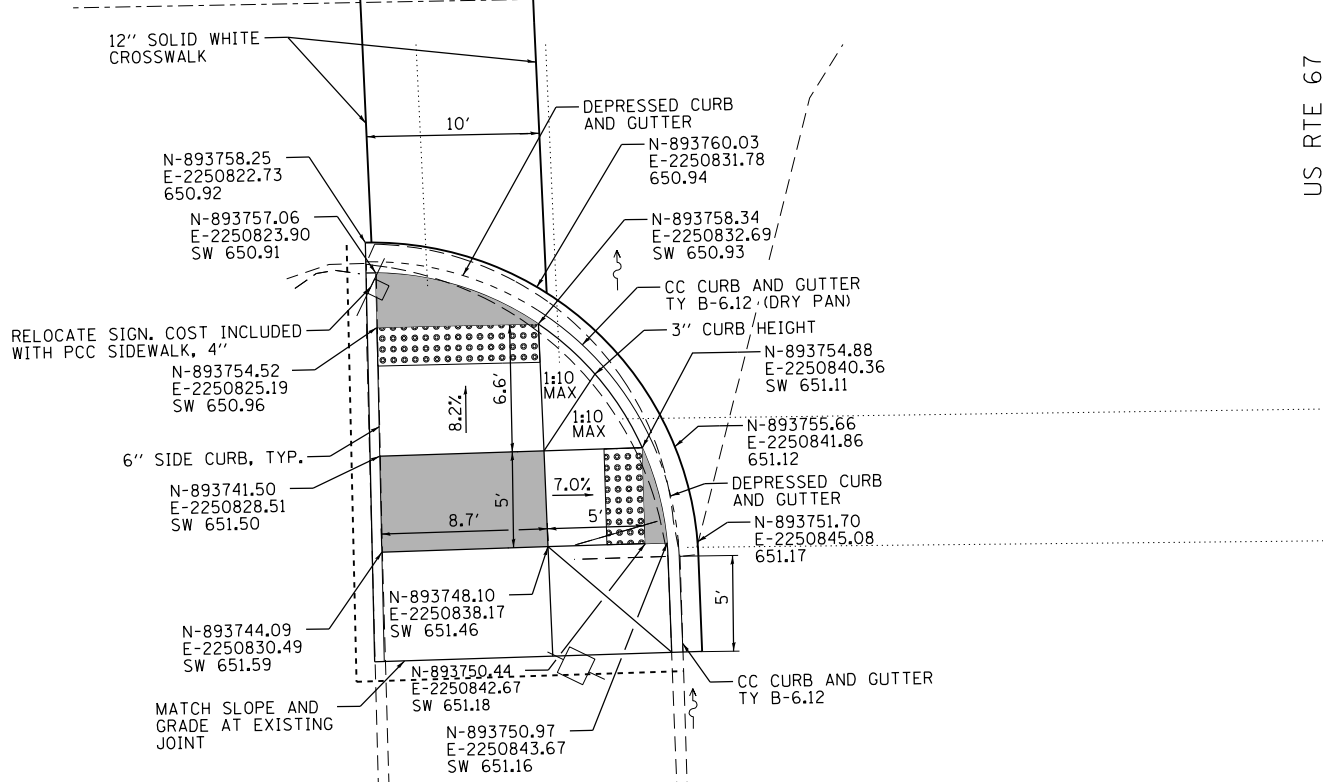 12" SOLID WHITE
CROSSWALK
10'
DEPRESSED CURB
AND GUTTER
N-893760.03
E-2250831.78
650.94
US RTE 67
N-893758.25
E-2250822.73
650.92
N-893757.06
E-2250823.90
SW 650.91
N-893758.34
E-2250832.69
SW 650.93
CC CURB AND GUTTER
TY B-6.12 (DRY PAN)
3" CURB HEIGHT
RELOCATE SIGN. COST INCLUDED
WITH PCC SIDEWALK, 4"
N-893754.52
E-2250825.19
SW 650.96
N-893754.88
E-2250840.36
SW 651.11
8.2%
6.6'
1:10
MAX
1:10
MAX
N-893755.66
E-2250841.86
651.12
6" SIDE CURB, TYP.
N-893741.50
E-2250828.51
SW 651.50
8.7'
5'
7.0%
5'
DEPRESSED CURB
AND GUTTER
N-893751.70
E-2250845.08
651.17
5'
N-893748.10
E-2250838.17
SW 651.46
N-893744.09
E-2250830.49
SW 651.59
N-893750.44
E-2250842.67
SW 651.18
CC CURB AND GUTTER
TY B-6.12
MATCH SLOPE AND
GRADE AT EXISTING
JOINT
N-893750.97
E-2250843.67
SW 651.16